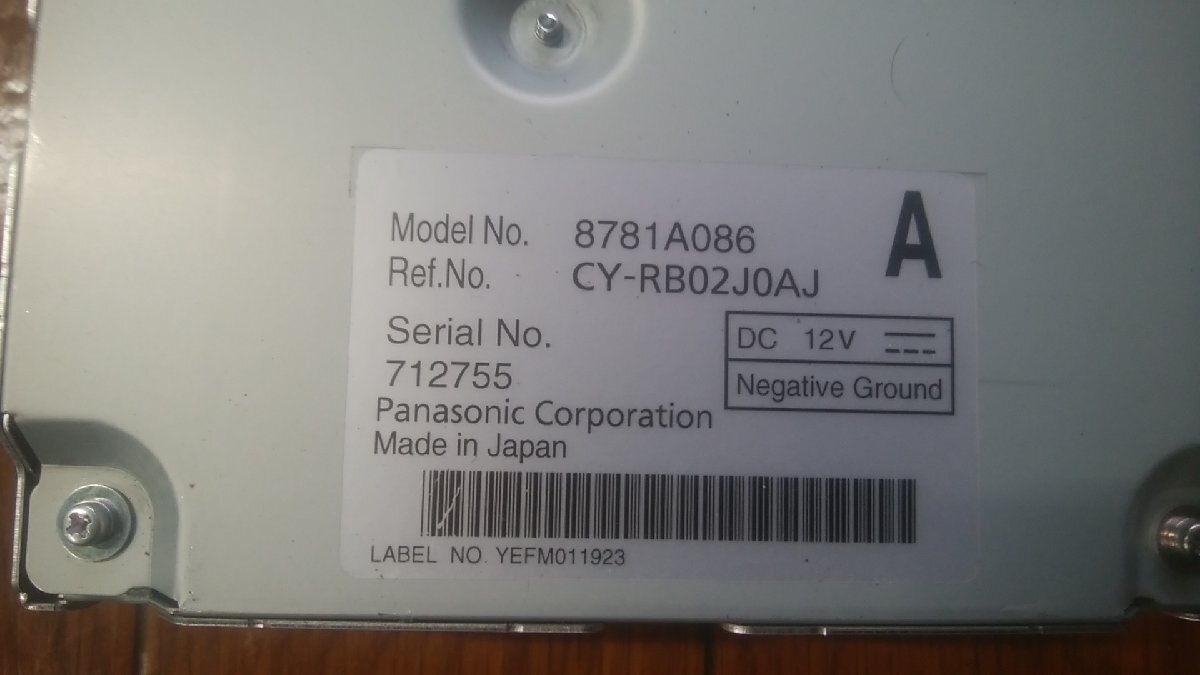 Model No. 8781A086
A
Ref.No. CY-RB02J0AJ
Serial No.
712755
DC 12V
Negative Ground
Panasonic Corporation
Made in Japan
LABEL NO. YEFM011923